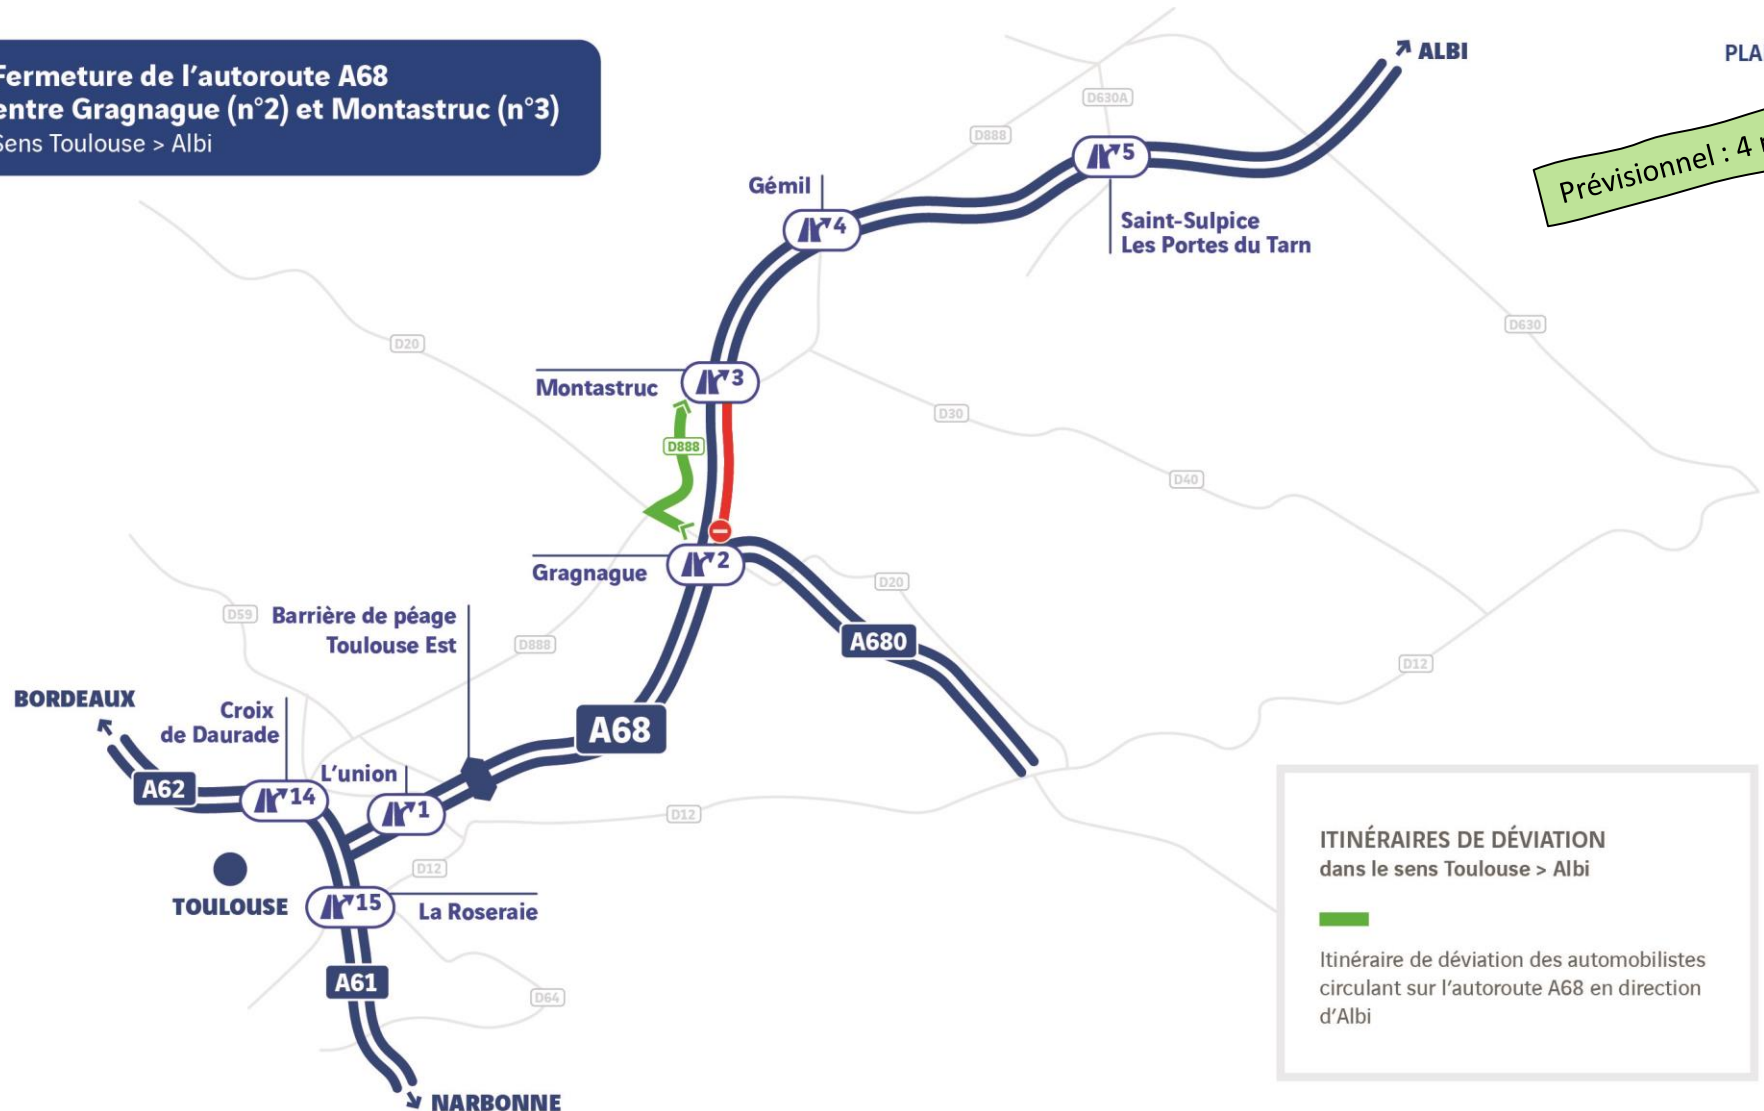 Fermeture de l'autoroute A68
entre Gragnague (n°2) et Montastruc (n°3)
Sens Toulouse > Albi
ALBI
Prévisionnel : 4
D630A
D888
5
Gémil
4
Saint-Sulpice
Les Portes du Tarn
D630
D20
3
Montastruc
D30
D888
D40
2
Gragnague
D20
D59
Barrière de péage
Toulouse Est
D888
A680
D12
BORDEAUX
Croix
de Daurade
A68
L'union
A62
14
1
D12
D12
TOULOUSE
15
La Roseraie
A61
D64
NARBONNE
ITINÉRAIRES DE DÉVIATION
dans le sens Toulouse > Albi
Itinéraire de déviation des automobilistes
circulant sur l'autoroute A68 en direction
d'Albi